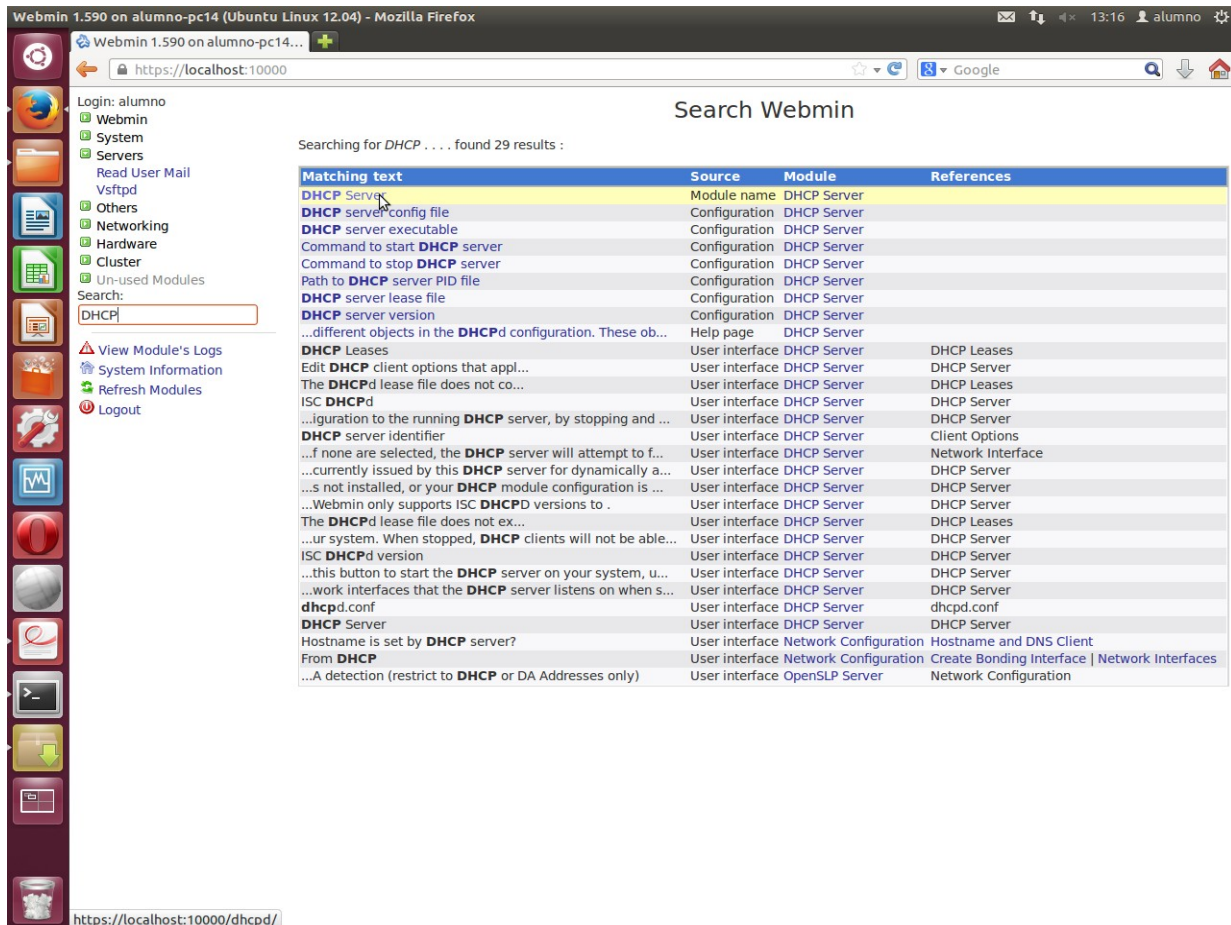 Webmin 1.590 on alumno-pc14 (Ubuntu Linux 12.04) - Mozilla Firefox
13:16 alumno
Webmin 1.590 on alumno-pc14...
https://localhost:10000
Google
Login: alumno
Webmin
System
Servers
Read User Mail
Vsftpd
Others
Networking
Hardware
Cluster
Un-used Modules
Search:
DHCP
View Module's Logs
System Information
Refresh Modules
Logout
Search Webmin
Searching for DHCP . . . . found 29 results :
Matching text Source Module References
DHCP Server Module name DHCP Server
DHCP server config file Configuration DHCP Server
DHCP server executable Configuration DHCP Server
Command to start DHCP server Configuration DHCP Server
Command to stop DHCP server Configuration DHCP Server
Path to DHCP server PID file Configuration DHCP Server
DHCP server lease file Configuration DHCP Server
DHCP server version Configuration DHCP Server
...different objects in the DHCPd configuration. These ob... Help page DHCP Server
DHCP Leases User interface DHCP Server DHCP Leases
Edit DHCP client options that appl... User interface DHCP Server DHCP Server
The DHCPd lease file does not co... User interface DHCP Server DHCP Leases
ISC DHCPd User interface DHCP Server DHCP Server
...iguration to the running DHCP server, by stopping and ... User interface DHCP Server DHCP Server
DHCP server identifier User interface DHCP Server Client Options
...f none are selected, the DHCP server will attempt to f... User interface DHCP Server Network Interface
...currently issued by this DHCP server for dynamically a... User interface DHCP Server DHCP Server
...s not installed, or your DHCP module configuration is ... User interface DHCP Server DHCP Server
...Webmin only supports ISC DHCPD versions to . User interface DHCP Server DHCP Server
The DHCPd lease file does not ex... User interface DHCP Server DHCP Leases
...ur system. When stopped, DHCP clients will not be able... User interface DHCP Server DHCP Server
ISC DHCPd version User interface DHCP Server DHCP Server
...this button to start the DHCP server on your system, u... User interface DHCP Server DHCP Server
...work interfaces that the DHCP server listens on when s... User interface DHCP Server DHCP Server
dhcpd.conf User interface DHCP Server dhcpd.conf
DHCP Server User interface DHCP Server DHCP Server
Hostname is set by DHCP server? User interface Network Configuration Hostname and DNS Client
From DHCP User interface Network Configuration Create Bonding Interface | Network Interfaces
...A detection (restrict to DHCP or DA Addresses only) User interface OpenSLP Server Network Configuration
https://localhost:10000/dhcpd/